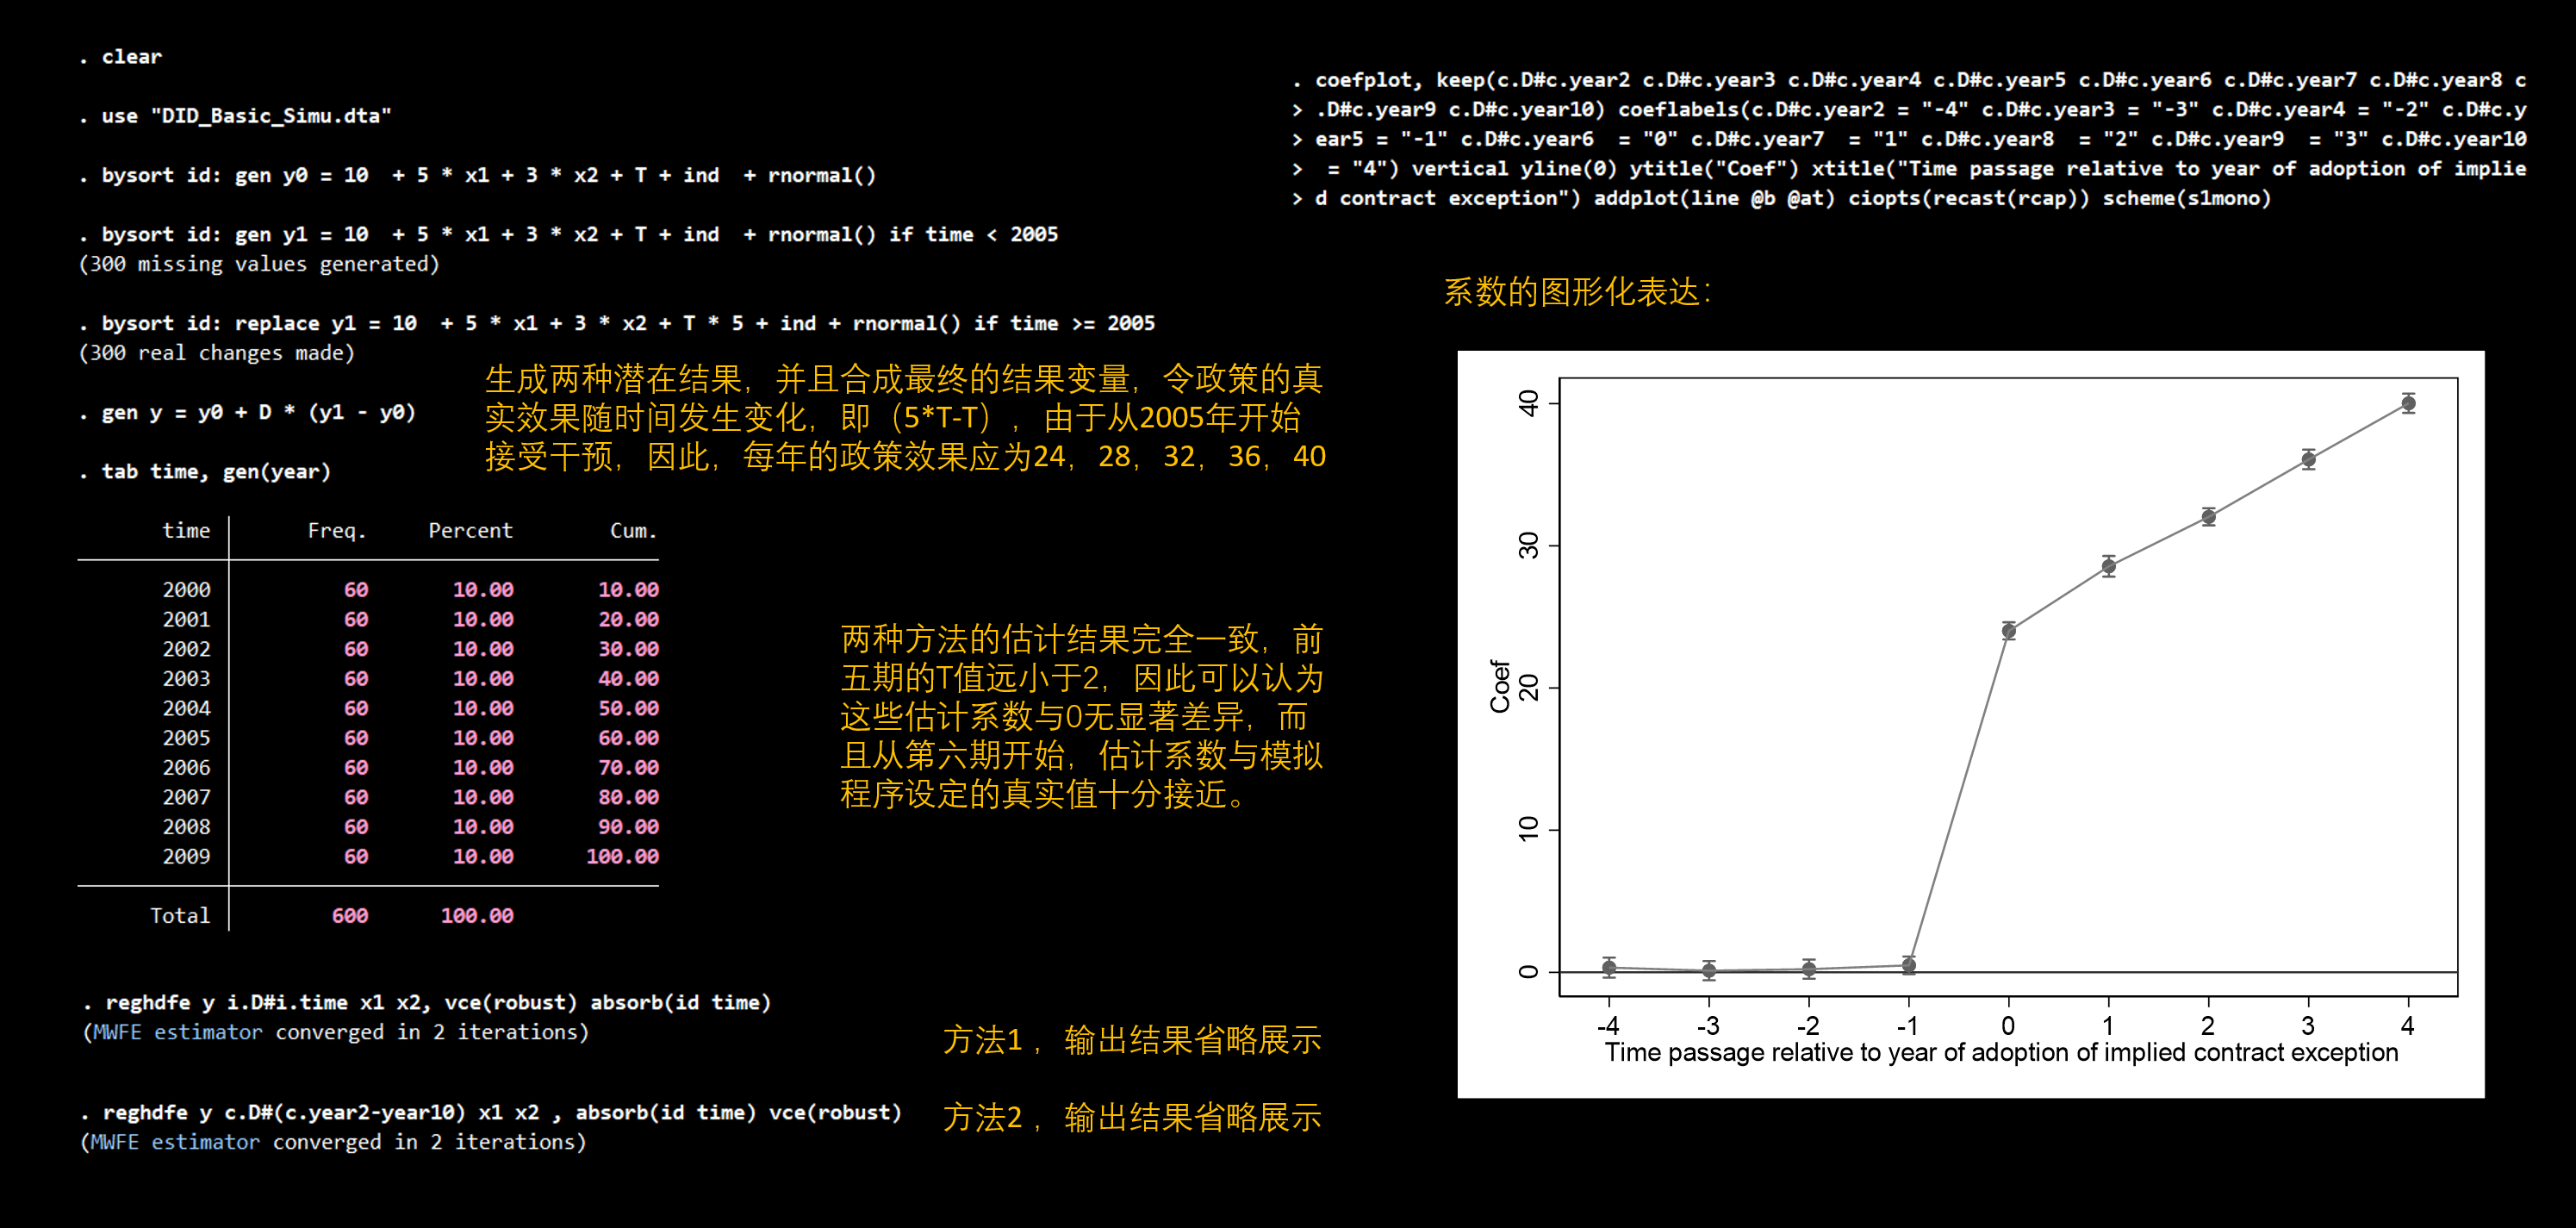 . clear
. use "DID_Basic_Simu.dta"
. bysort id: gen y0 = 10  + 5 * x1 + 3 * x2 + T + ind  + rnormal()
. bysort id: gen y1 = 10  + 5 * x1 + 3 * x2 + T + ind  + rnormal() if time < 2005
(300 missing values generated)
. bysort id: replace y1 = 10  + 5 * x1 + 3 * x2 + T * 5 + ind + rnormal() if time >= 2005
(300 real changes made)
. gen y = y0 + D * (y1 - y0)
. tab time, gen(year)
生成两种潜在结果，并且合成最终的结果变量，令政策的真
实效果随时间发生变化，即（5*T-T），由于从2005年开始
接受干预，因此，每年的政策效果应为24，28，32，36，40
time Freq. Percent Cum.
2000 60 10.00 10.00
2001 60 10.00 20.00
2002 60 10.00 30.00
2003 60 10.00 40.00
2004 60 10.00 50.00
2005 60 10.00 60.00
2006 60 10.00 70.00
2007 60 10.00 80.00
2008 60 10.00 90.00
2009 60 10.00 100.00
Total 600 100.00
两种方法的估计结果完全一致，前
五期的T值远小于2，因此可以认为
这些估计系数与0无显著差异，而
且从第六期开始，估计系数与模拟
程序设定的真实值十分接近。
. reghdfe y i.D#i.time x1 x2, vce(robust) absorb(id time)
(MWFE estimator converged in 2 iterations)
方法1，输出结果省略展示
. reghdfe y c.D#(c.year2-year10) x1 x2 , absorb(id time) vce(robust)
(MWFE estimator converged in 2 iterations)
方法2，输出结果省略展示
. coefplot, keep(c.D#c.year2 c.D#c.year3 c.D#c.year4 c.D#c.year5 c.D#c.year6 c.D#c.year7 c.D#c.year8 c
> .D#c.year9 c.D#c.year10) coeflabels(c.D#c.year2 = "-4" c.D#c.year3 = "-3" c.D#c.year4 = "-2" c.D#c.y
> ear5 = "-1" c.D#c.year6  = "0" c.D#c.year7  = "1" c.D#c.year8  = "2" c.D#c.year9  = "3" c.D#c.year10
>  = "4") vertical yline(0) ytitle("Coef") xtitle("Time passage relative to year of adoption of implie
> d contract exception") addplot(line @b @at) ciopts(recast(rcap)) scheme(s1mono)
系数的图形化表达：
40
30
20
10
0
Coef
-4 -3 -2 -1 0 1 2 3 4
Time passage relative to year of adoption of implied contract exception